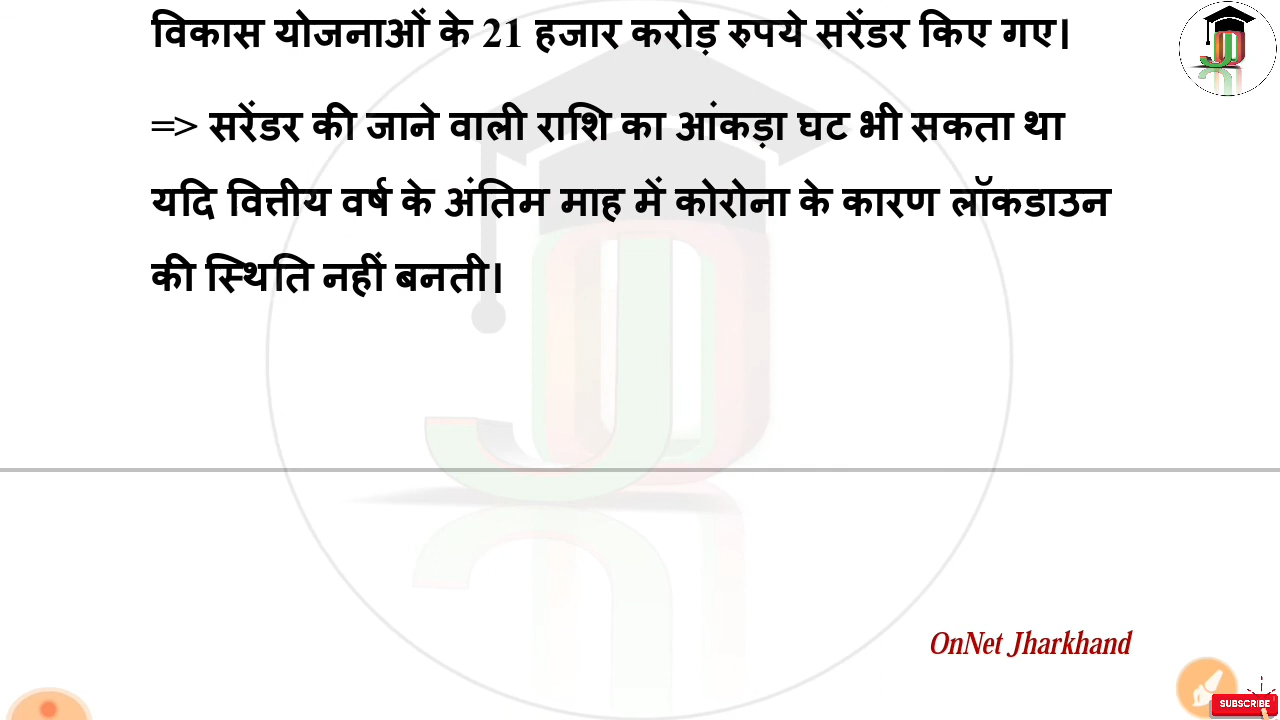 विकास योजनाओं के 21 हजार करोड़ रुपये सरेंडर किए गए।
=> सरेंडर की जाने वाली राशि का आंकड़ा घट भी सकता था
यदि वित्तीय वर्ष के अंतिम माह में कोरोना के कारण लॉकडाउन
की स्थिति नहीं बनती।
OnNet Jharkhand
SUBSCRIBE